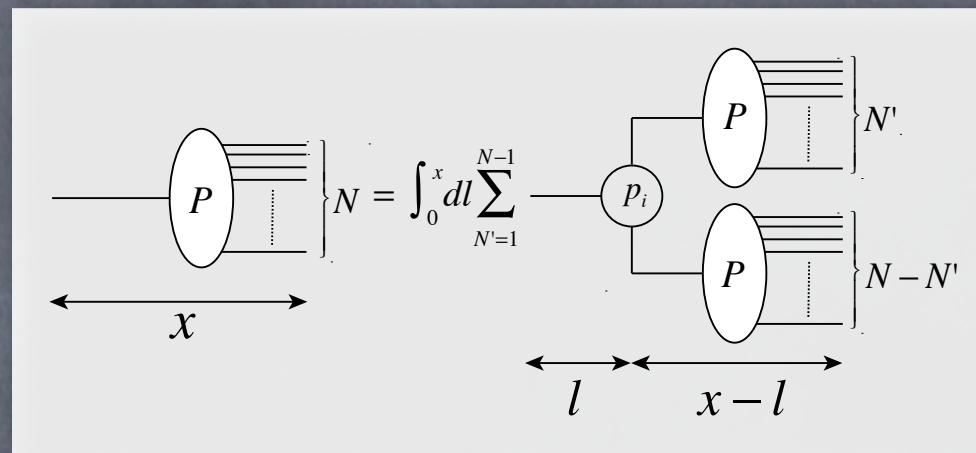 P } N = ∫₀ˣ dl ∑_{N'=1}^{N−1} pᵢ
P } N'
P } N − N'
x
l
x − l